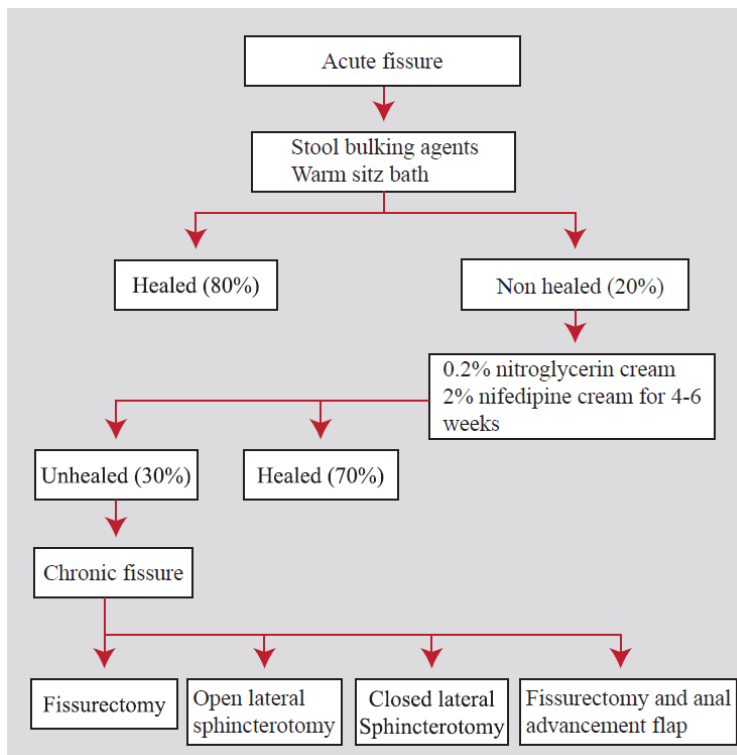 Acute fissure
Stool bulking agents
Warm sitz bath
Healed (80%)
Non healed (20%)
0.2% nitroglycerin cream
2% nifedipine cream for 4-6
weeks
Unhealed (30%)
Healed (70%)
Chronic fissure
Fissurectomy
Open lateral
sphincterotomy
Closed lateral
Sphincterotomy
Fissurectomy and anal
advancement flap